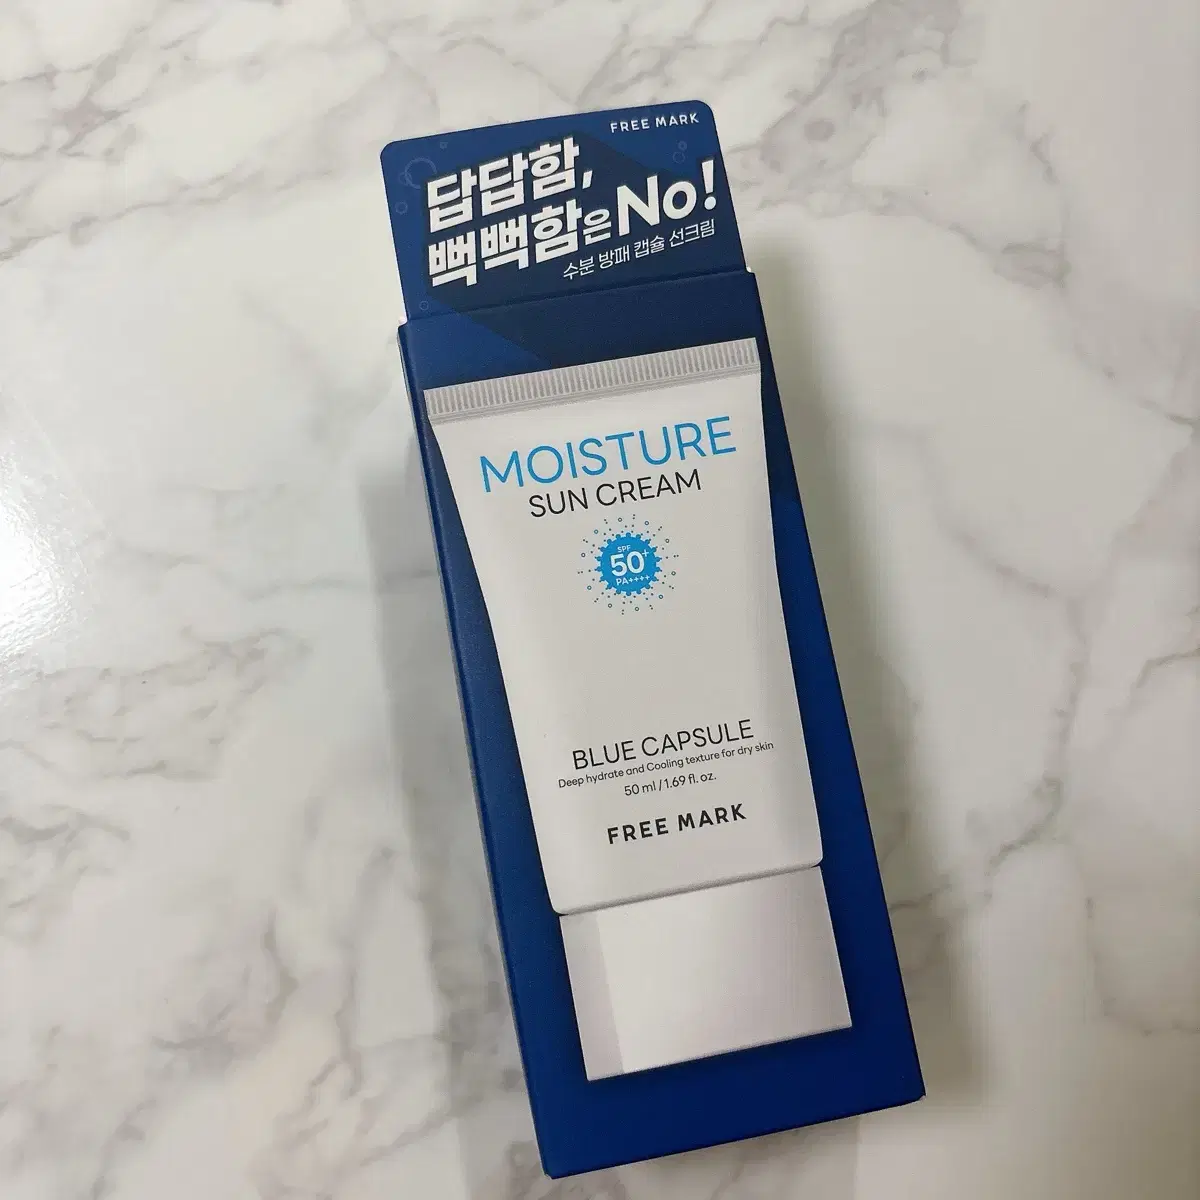 FREE MARK
답답함,
뻑뻑함은 No!
수분 방패 캡슐 선크림
MOISTURE
SUN CREAM
SPF
50+
PA++++
BLUE CAPSULE
Deep hydrate and Cooling texture for dry skin
50 ml / 1.69 fl. oz.
FREE MARK